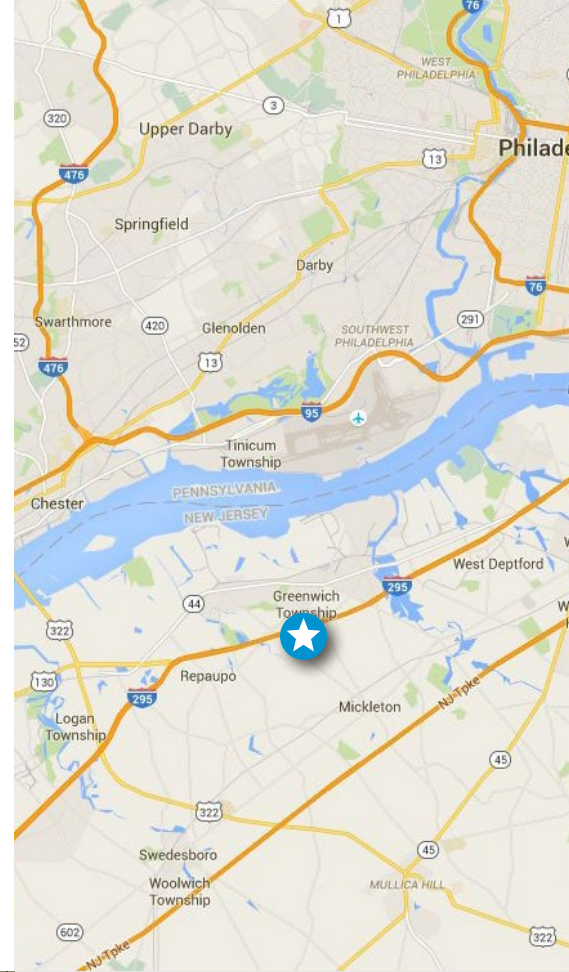 76
1
WEST
PHILADELPHIA
3
320
Upper Darby
13
Philade
476
Springfield
Darby
76
Swarthmore
420
Glenolden
SOUTHWEST
PHILADELPHIA
291
52
13
476
95
Tinicum
Township
PENNSYLVANIA
NEW JERSEY
Chester
West Deptford
295
Greenwich
Township
44
322
130
Repaupo
295
Mickleton
NJ Tpke
Logan
Township
45
322
Swedesboro
45
Woolwich
Township
MULLICA HILL
602
322
NJ Tpke